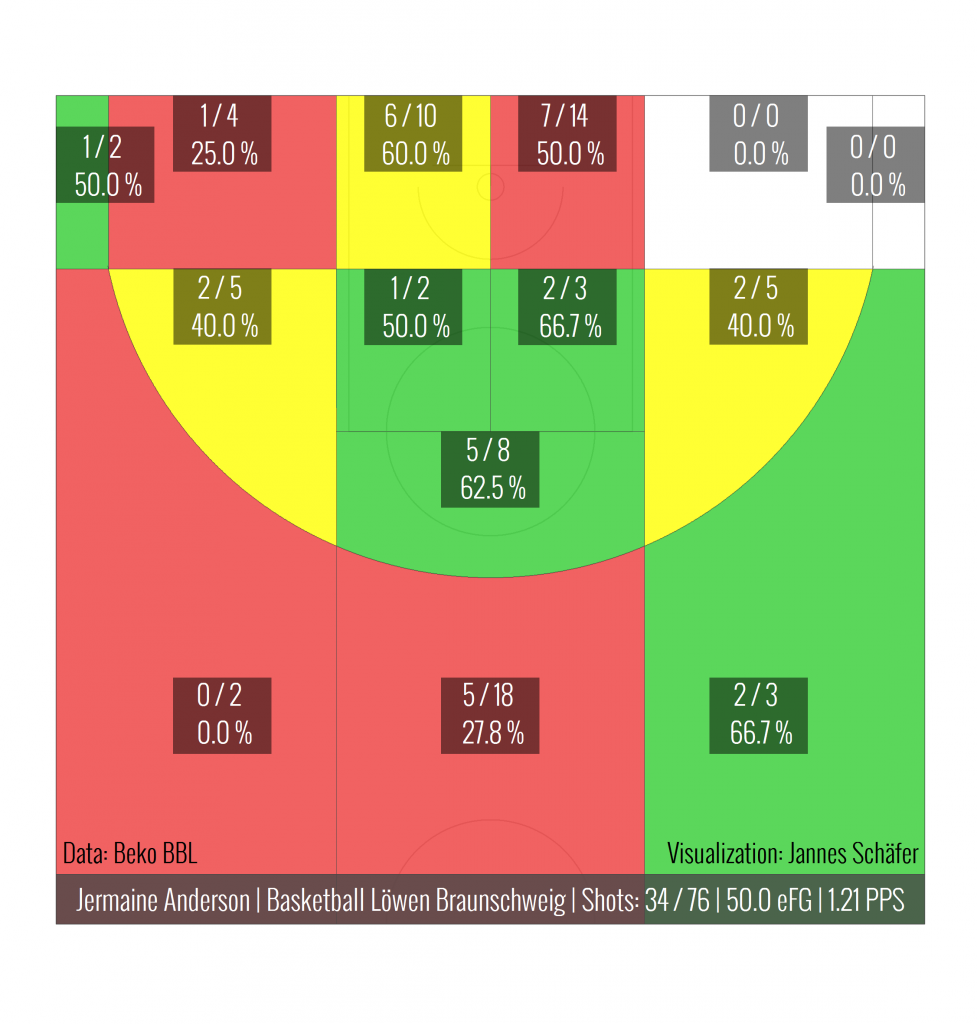 1 / 4
25.0 %
6 / 10
60.0 %
7 / 14
50.0 %
0 / 0
0.0 %
1 / 2
50.0 %
0 / 0
0.0 %
2 / 5
40.0 %
1 / 2
50.0 %
2 / 3
66.7 %
2 / 5
40.0 %
5 / 8
62.5 %
0 / 2
0.0 %
5 / 18
27.8 %
2 / 3
66.7 %
Data: Beko BBL
Visualization: Jannes Schäfer
Jermaine Anderson | Basketball Löwen Braunschweig | Shots: 34 / 76 | 50.0 eFG | 1.21 PPS